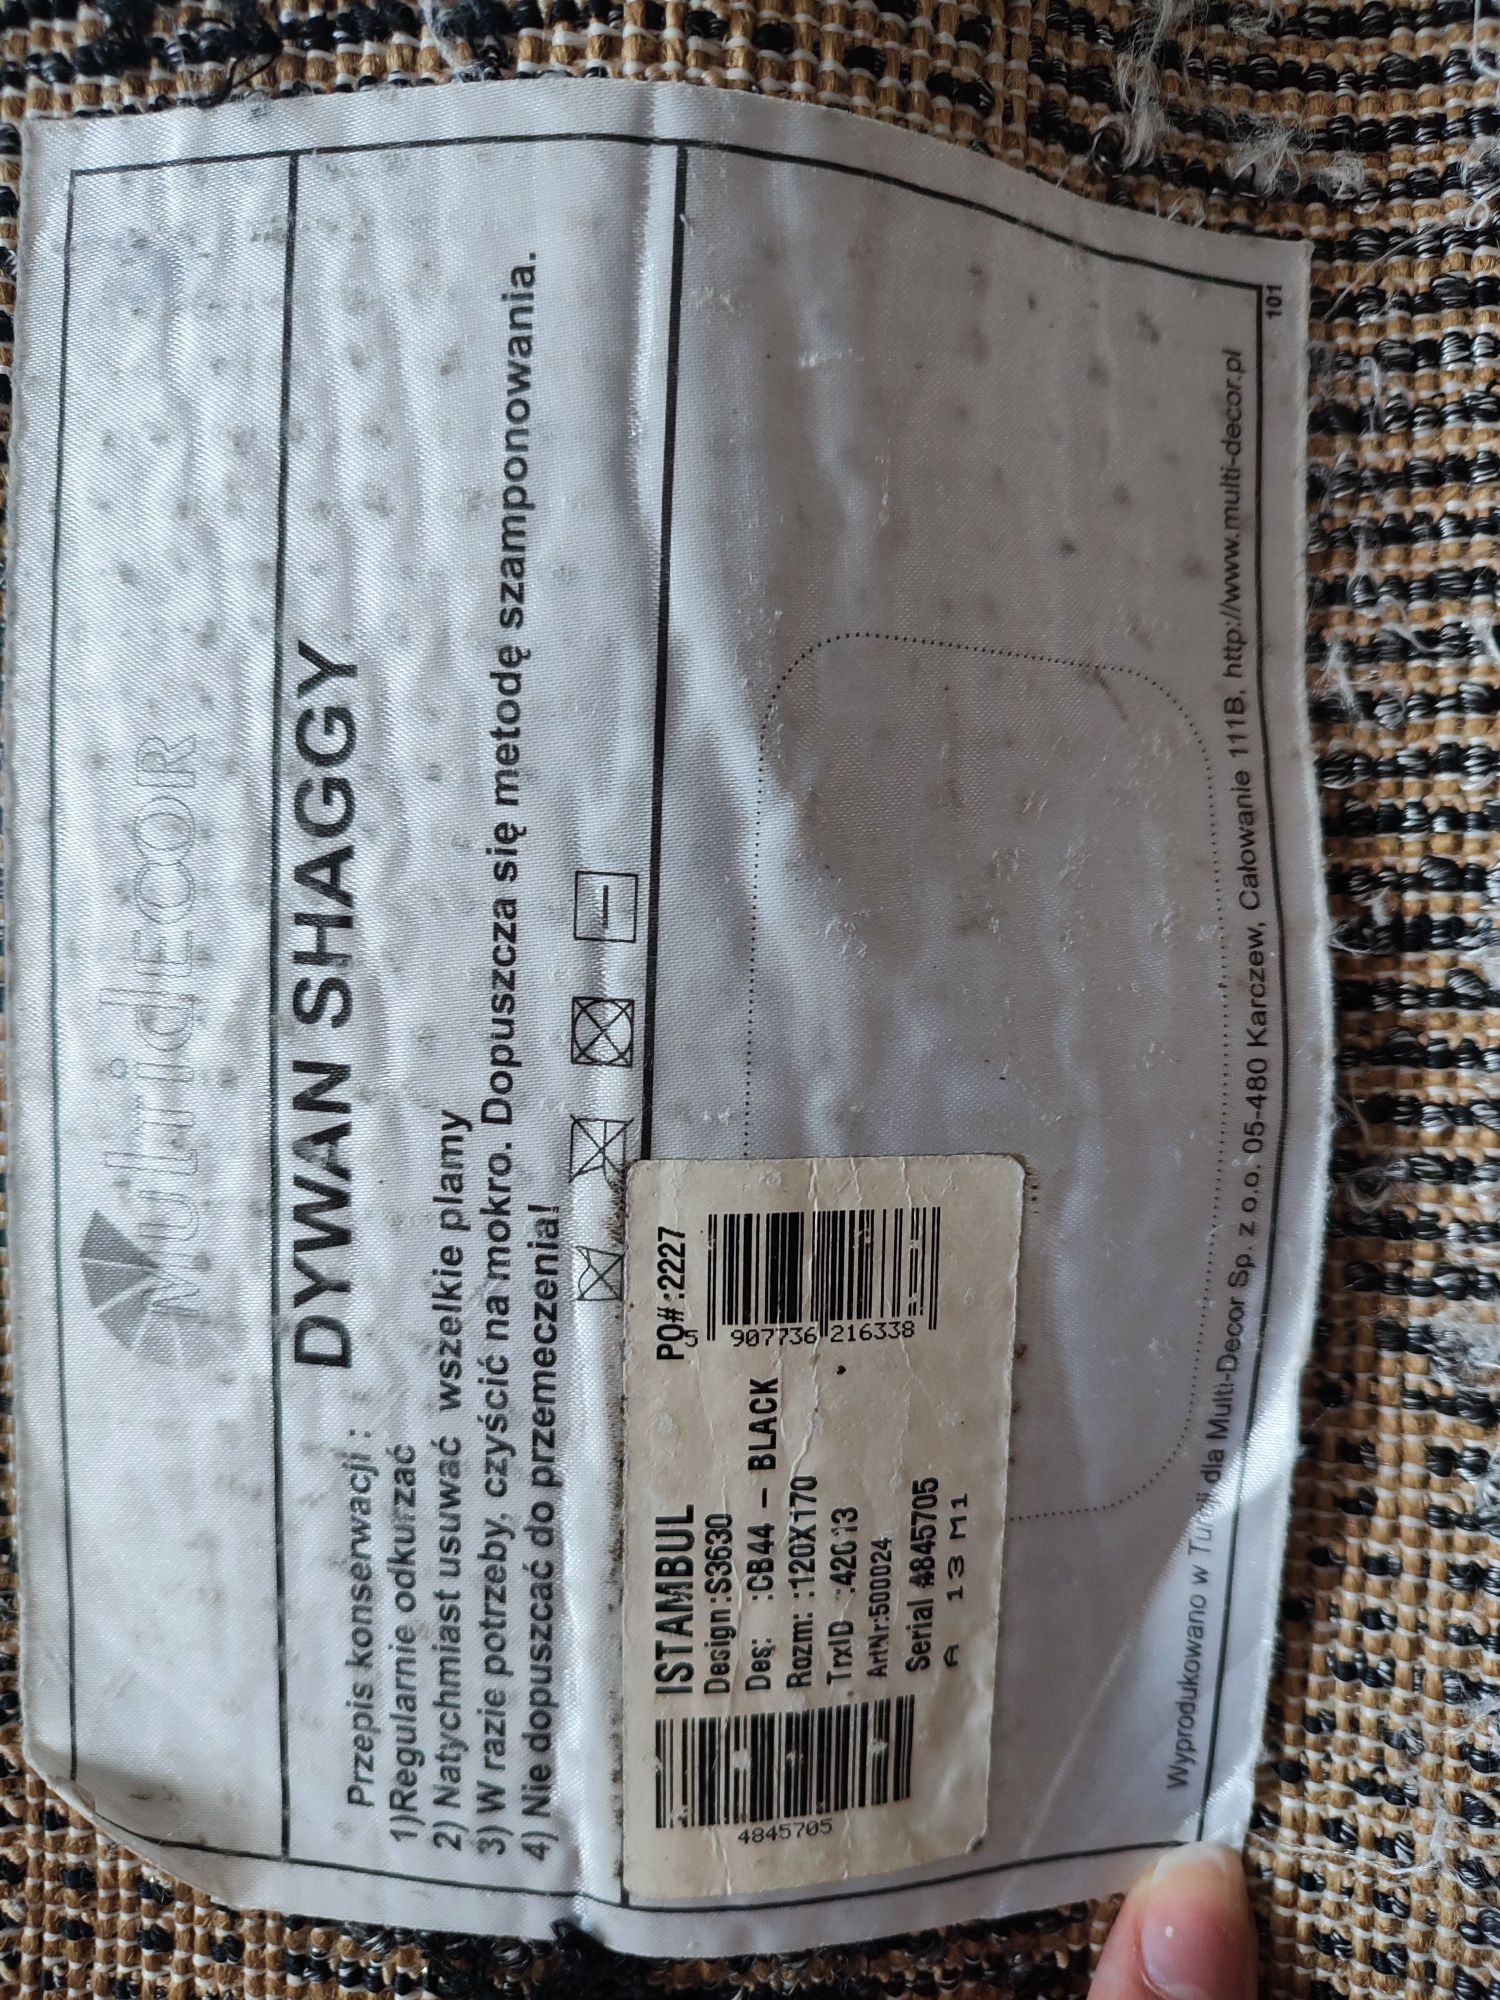 MultidECOR
DYWAN SHAGGY
Przepis konserwacji :
1)Regularnie odkurzać
2) Natychmiast usuwać wszelkie plamy
3) W razie potrzeby, czyścić na mokro. Dopuszcza się metodę szamponowania.
4) Nie dopuszczać do przemeczenia!
ISTAMBUL
PO# :2227
Design:S3630
Des: :CB44 - BLACK
Rozm: :120X170
TrxID :42013
ArtNr:500024
Serial #845705
A 13 M1
4845705
5 907736 216338
Wyprodukowano w Turcji dla Multi-Decor Sp. z o.o. 05-480 Karczew, Całowanie 111B, http://www.multi-decor.pl
101